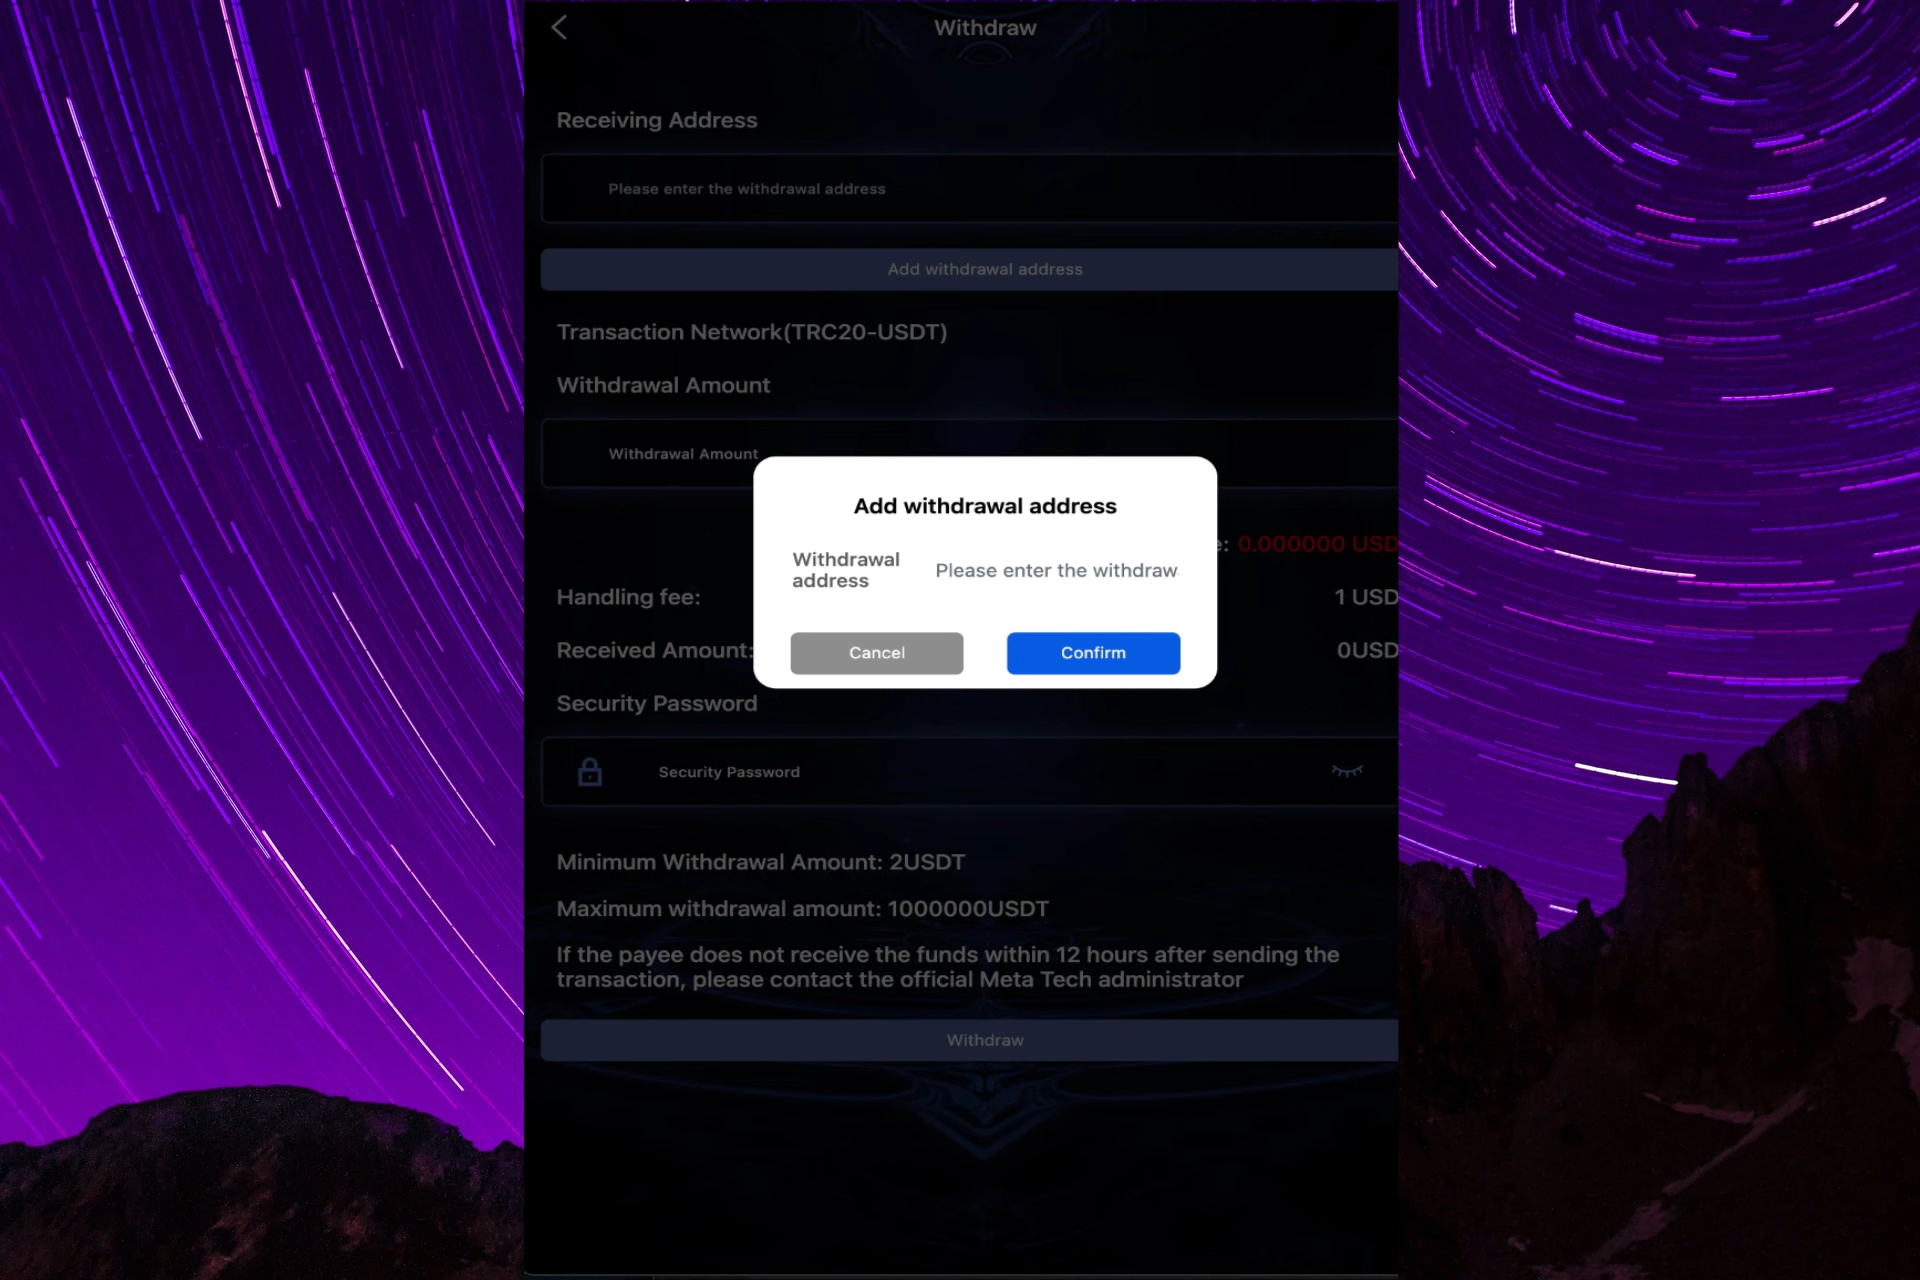 Withdraw
Receiving Address
Please enter the withdrawal address
Add withdrawal address
Transaction Network(TRC20-USDT)
Withdrawal Amount
Withdrawal Amount
Add withdrawal address
Withdrawal
address
Please enter the withdraw
e: 0.000000 USD
Handling fee:
1 USD
Received Amount:
0USD
Cancel
Confirm
Security Password
Security Password
Minimum Withdrawal Amount: 2USDT
Maximum withdrawal amount: 1000000USDT
If the payee does not receive the funds within 12 hours after sending the
transaction, please contact the official Meta Tech administrator
Withdraw